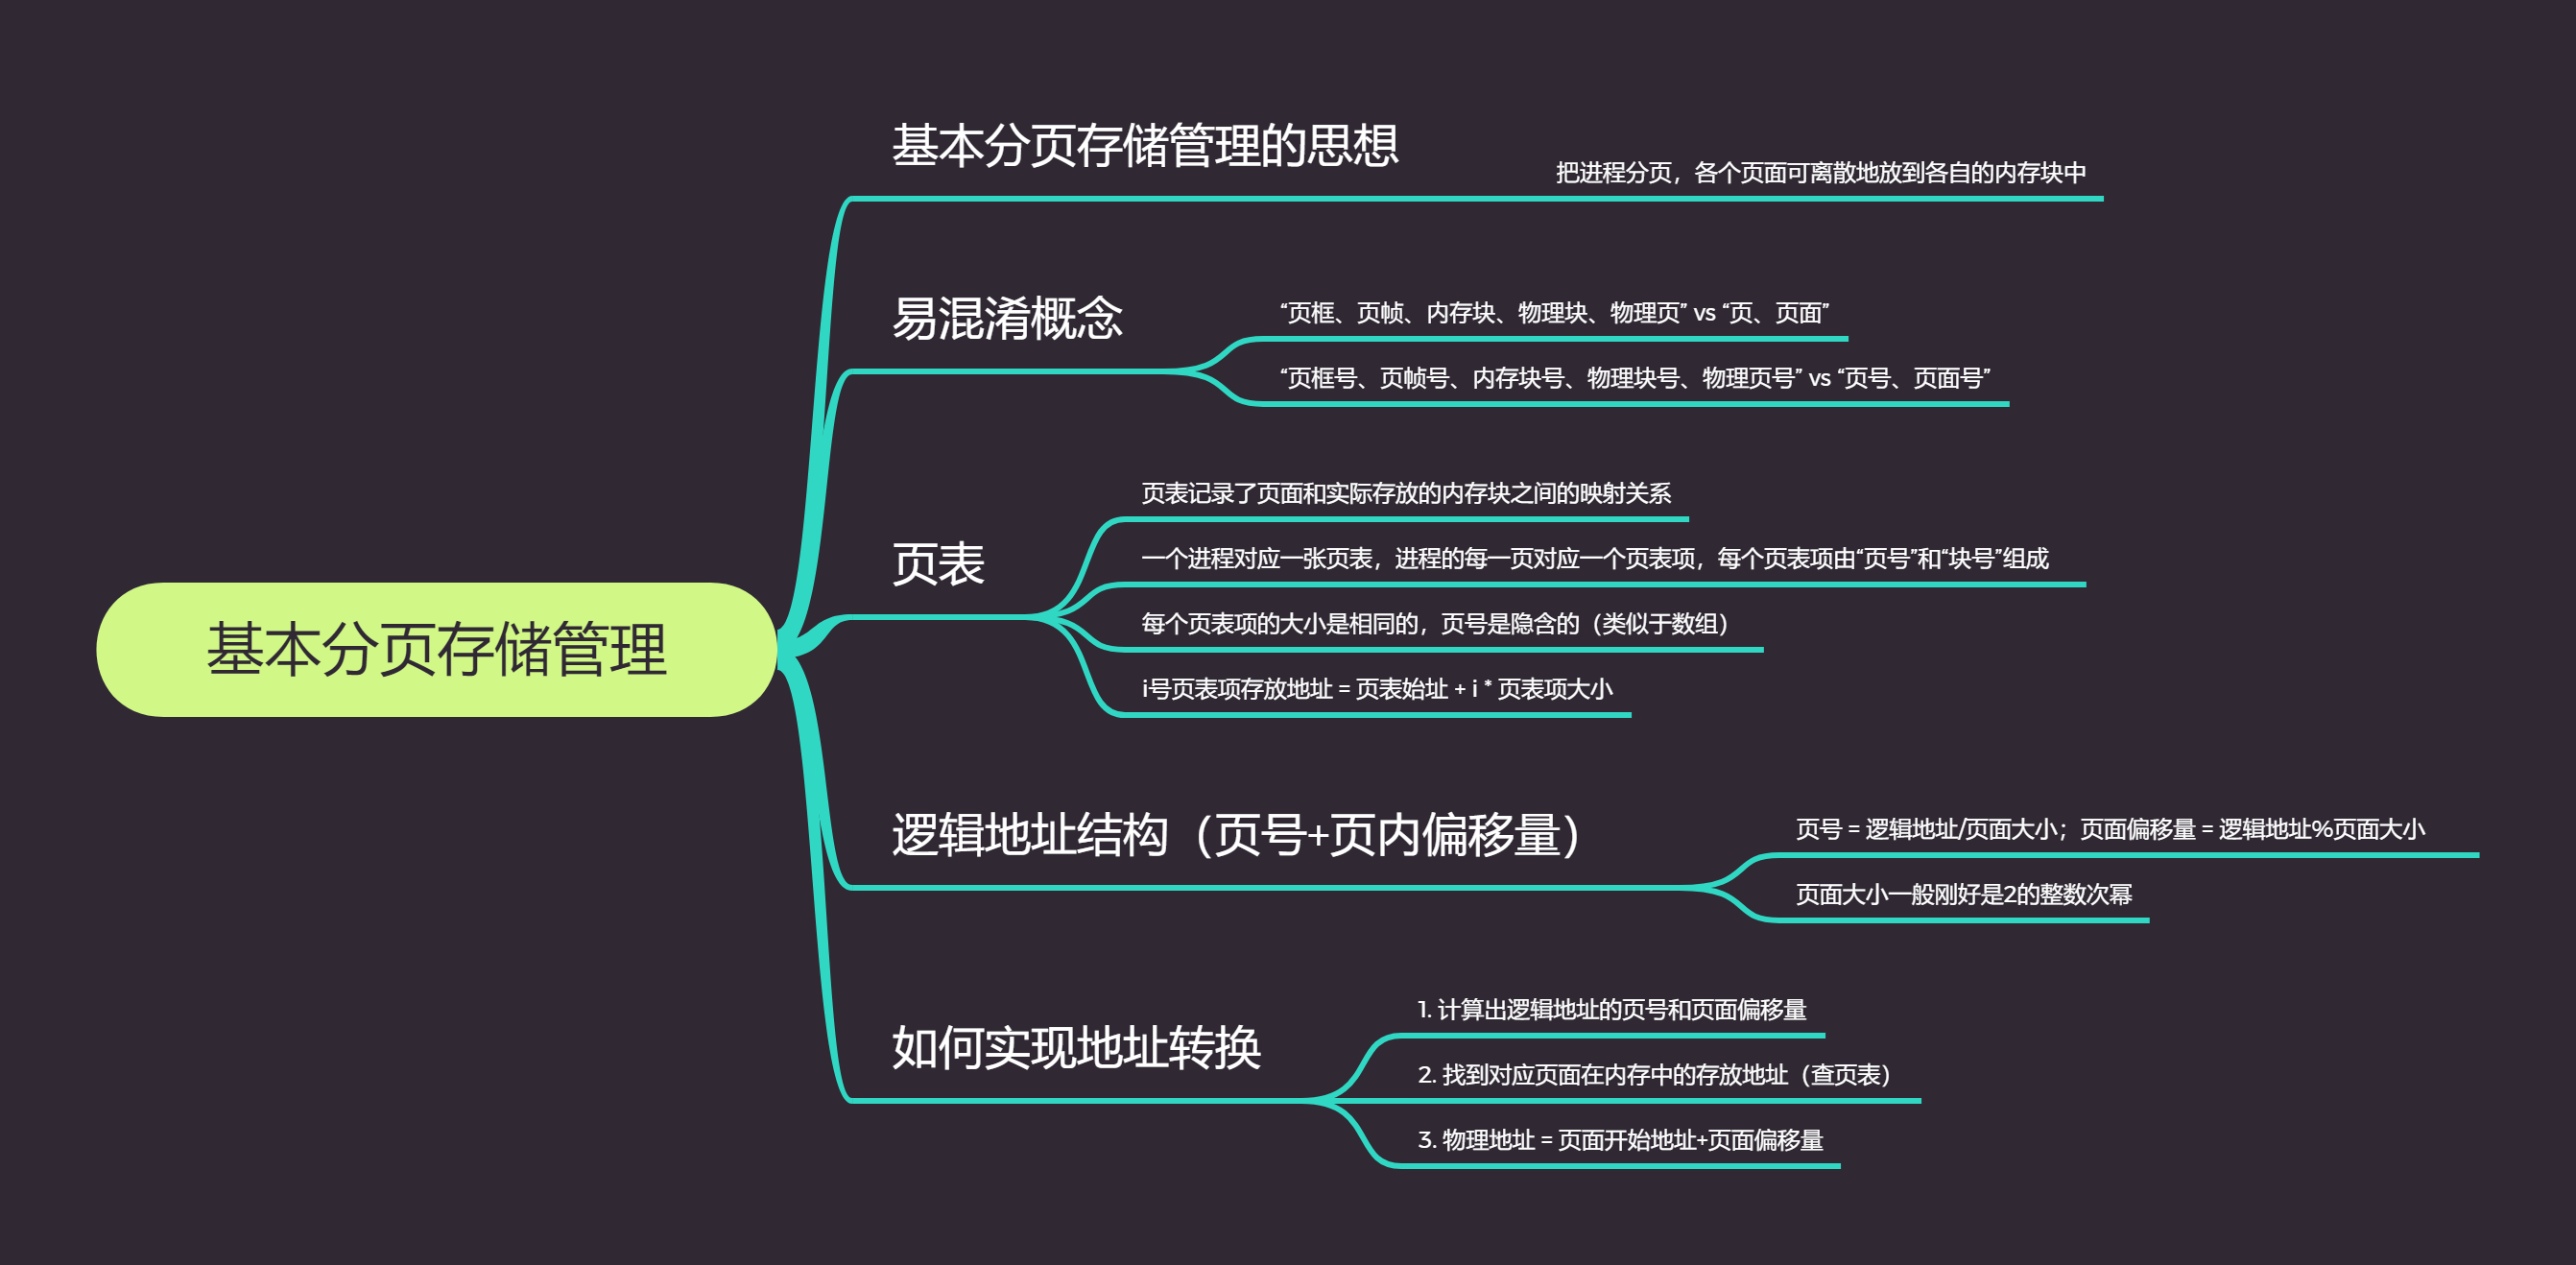 基本分页存储管理
基本分页存储管理的思想
把进程分页，各个页面可离散地放到各自的内存块中
易混淆概念
“页框、页帧、内存块、物理块、物理页” vs “页、页面”
“页框号、页帧号、内存块号、物理块号、物理页号” vs “页号、页面号”
页表
页表记录了页面和实际存放的内存块之间的映射关系
一个进程对应一张页表，进程的每一页对应一个页表项，每个页表项由“页号”和“块号”组成
每个页表项的大小是相同的，页号是隐含的（类似于数组）
i号页表项存放地址 = 页表始址 + i * 页表项大小
逻辑地址结构（页号+页内偏移量）
页号 = 逻辑地址/页面大小；页面偏移量 = 逻辑地址%页面大小
页面大小一般刚好是2的整数次幂
如何实现地址转换
1. 计算出逻辑地址的页号和页面偏移量
2. 找到对应页面在内存中的存放地址（查页表）
3. 物理地址 = 页面开始地址+页面偏移量